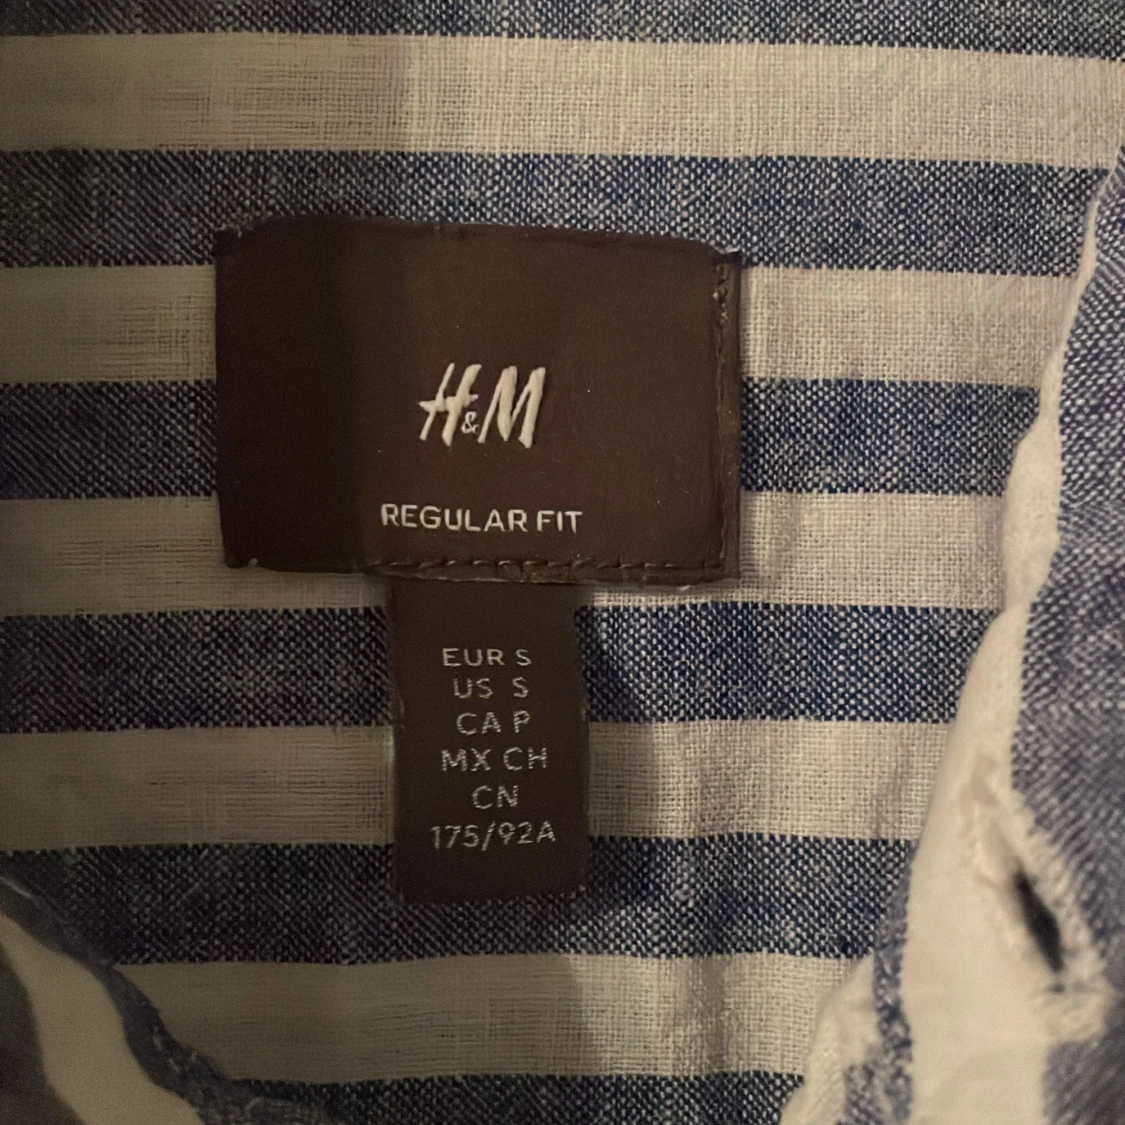 H&M
REGULAR FIT
EUR S
US S
CA P
MX CH
CN
175/92A